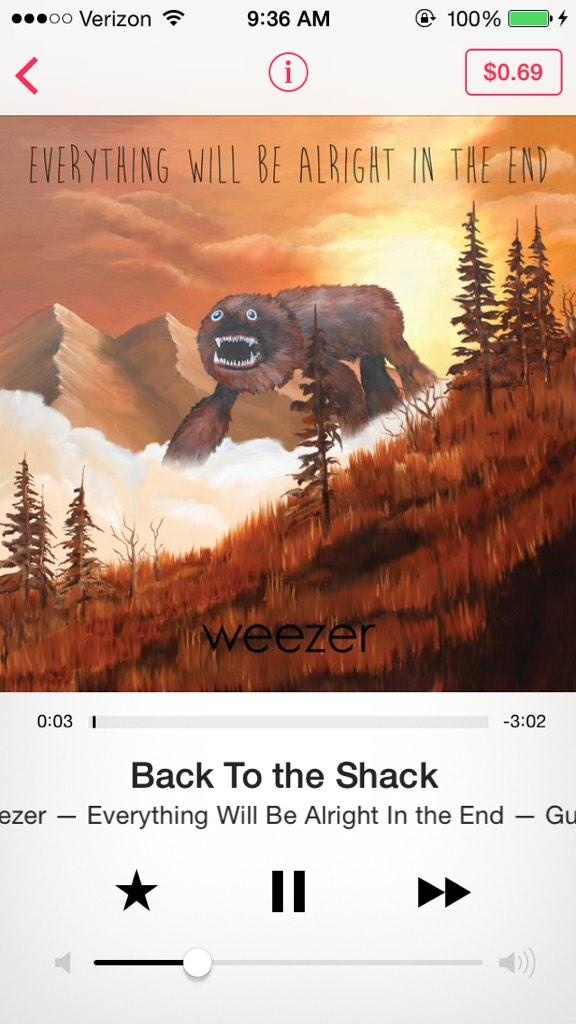 Verizon 9:36 AM 100%
i $0.69
EVERYTHING WILL BE ALRIGHT IN THE END
weezer
0:03 -3:02
Back To the Shack
ezer — Everything Will Be Alright In the End — Gu